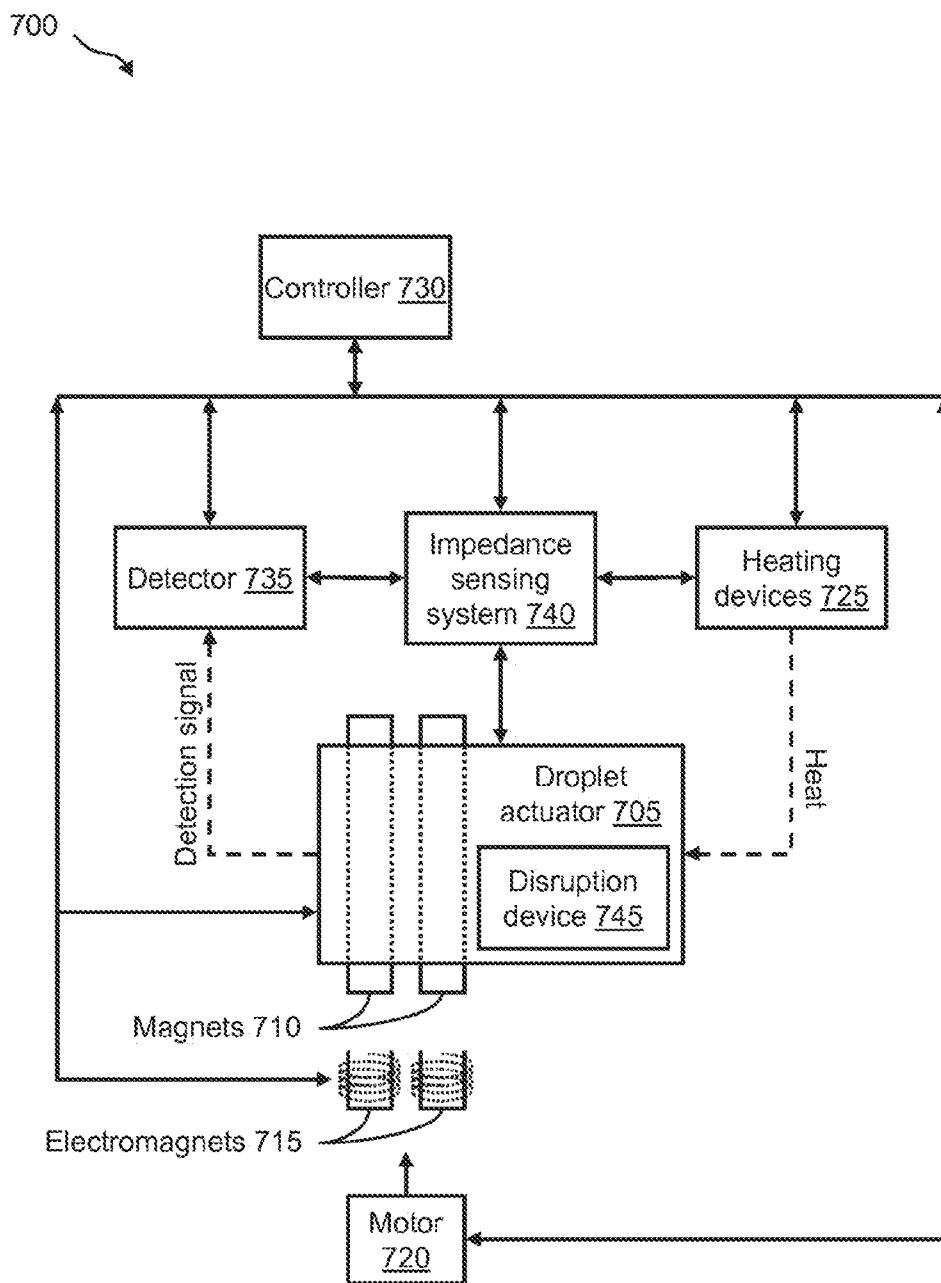 700
Controller 730
Detector 735
Impedance
sensing
system 740
Heating
devices 725
Detection signal
Heat
Droplet
actuator 705
Disruption
device 745
Magnets 710
Electromagnets 715
Motor
720